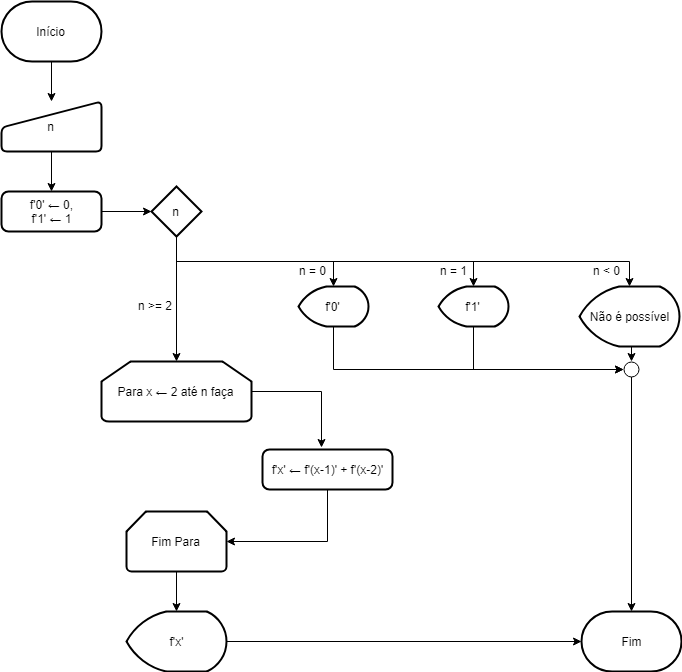 Início
n
f'0' ← 0,
f'1' ← 1
n
n = 0
n = 1
n < 0
n >= 2
f'0'
f'1'
Não é possível
Para x ← 2 até n faça
f'x' ← f'(x-1)' + f'(x-2)'
Fim Para
f'x'
Fim